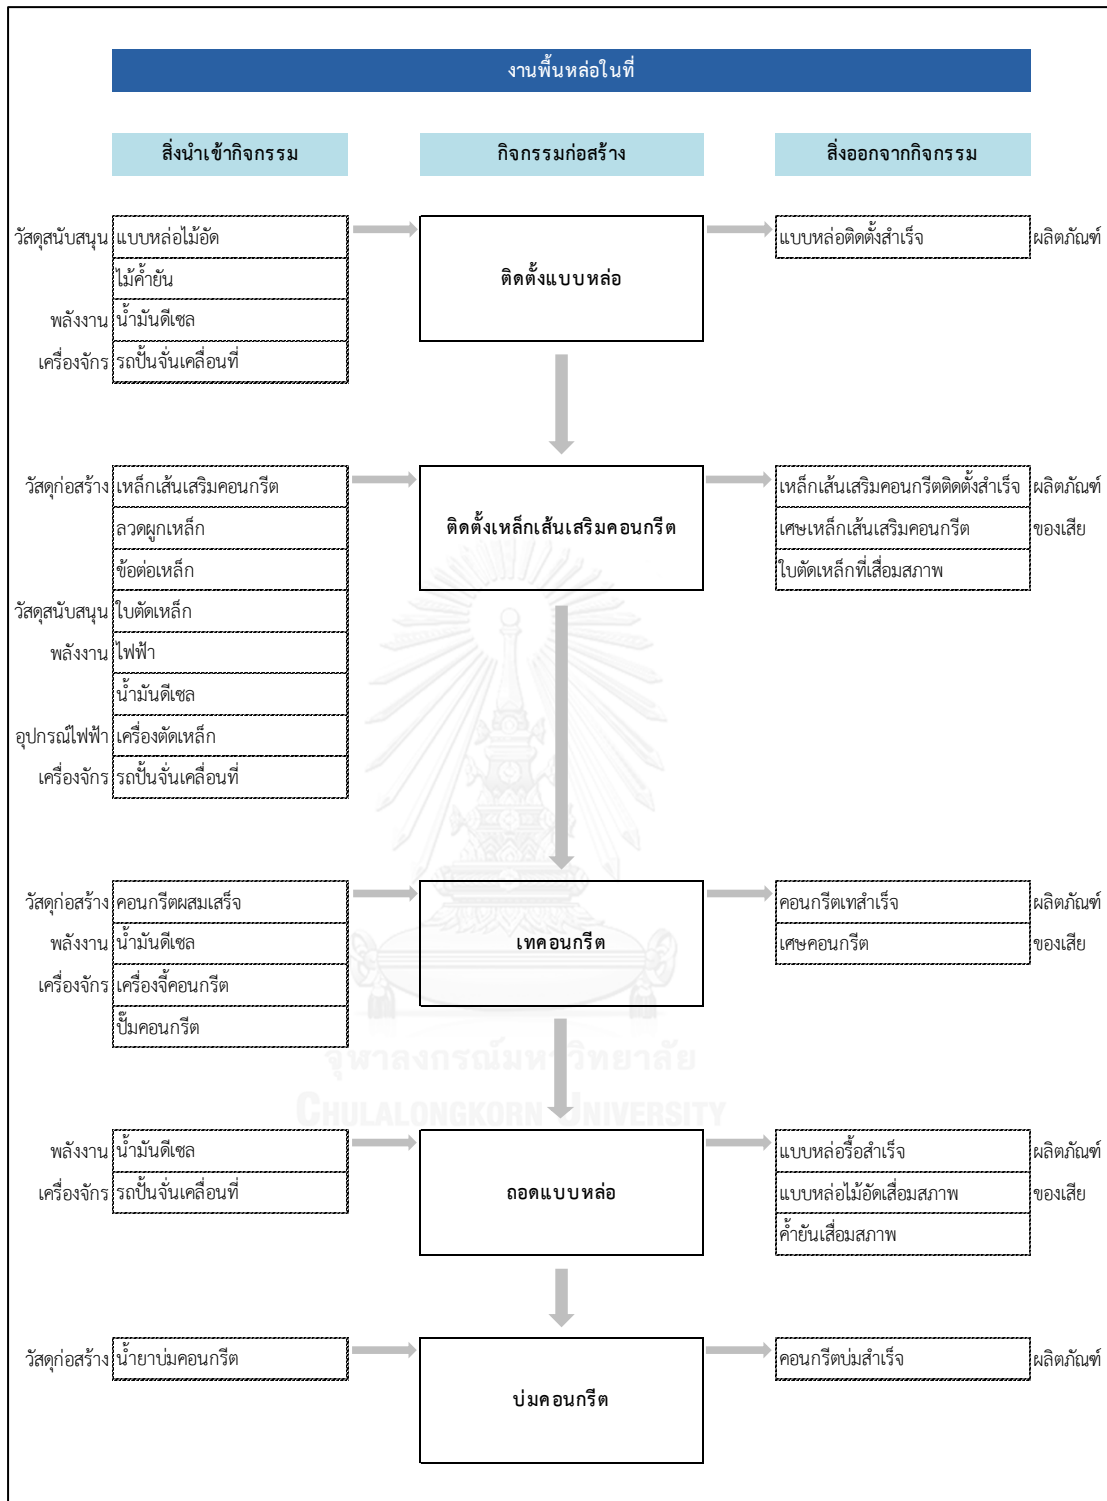 งานพื้นหล่อในที่
สิ่งนำเข้ากิจกรรม กิจกรรมก่อสร้าง สิ่งออกจากกิจกรรม
วัสดุสนับสนุน แบบหล่อไม้อัด แบบหล่อติดตั้งสำเร็จ ผลิตภัณฑ์
ไม้ค้ำยัน ติดตั้งแบบหล่อ
พลังงาน น้ำมันดีเซล
เครื่องจักร รถปั้นจั่นเคลื่อนที่
วัสดุก่อสร้าง เหล็กเส้นเสริมคอนกรีต เหล็กเส้นเสริมคอนกรีตติดตั้งสำเร็จ ผลิตภัณฑ์
ลวดผูกเหล็ก ติดตั้งเหล็กเส้นเสริมคอนกรีต เศษเหล็กเส้นเสริมคอนกรีต ของเสีย
ข้อต่อเหล็ก ใบตัดเหล็กที่เสื่อมสภาพ
วัสดุสนับสนุน ใบตัดเหล็ก
พลังงาน ไฟฟ้า
น้ำมันดีเซล
อุปกรณ์ไฟฟ้า เครื่องตัดเหล็ก
เครื่องจักร รถปั้นจั่นเคลื่อนที่
วัสดุก่อสร้าง คอนกรีตผสมเสร็จ คอนกรีตเทสำเร็จ ผลิตภัณฑ์
พลังงาน น้ำมันดีเซล เทคอนกรีต เศษคอนกรีต ของเสีย
เครื่องจักร เครื่องจี้คอนกรีต
ปั๊มคอนกรีต
จุฬาลงกรณ์มหาวิทยาลัย
CHULALONGKORN UNIVERSITY
พลังงาน น้ำมันดีเซล แบบหล่อรื้อสำเร็จ ผลิตภัณฑ์
เครื่องจักร รถปั้นจั่นเคลื่อนที่ ถอดแบบหล่อ แบบหล่อไม้อัดเสื่อมสภาพ ของเสีย
ค้ำยันเสื่อมสภาพ
วัสดุก่อสร้าง น้ำยาบ่มคอนกรีต คอนกรีตบ่มสำเร็จ ผลิตภัณฑ์
บ่มคอนกรีต